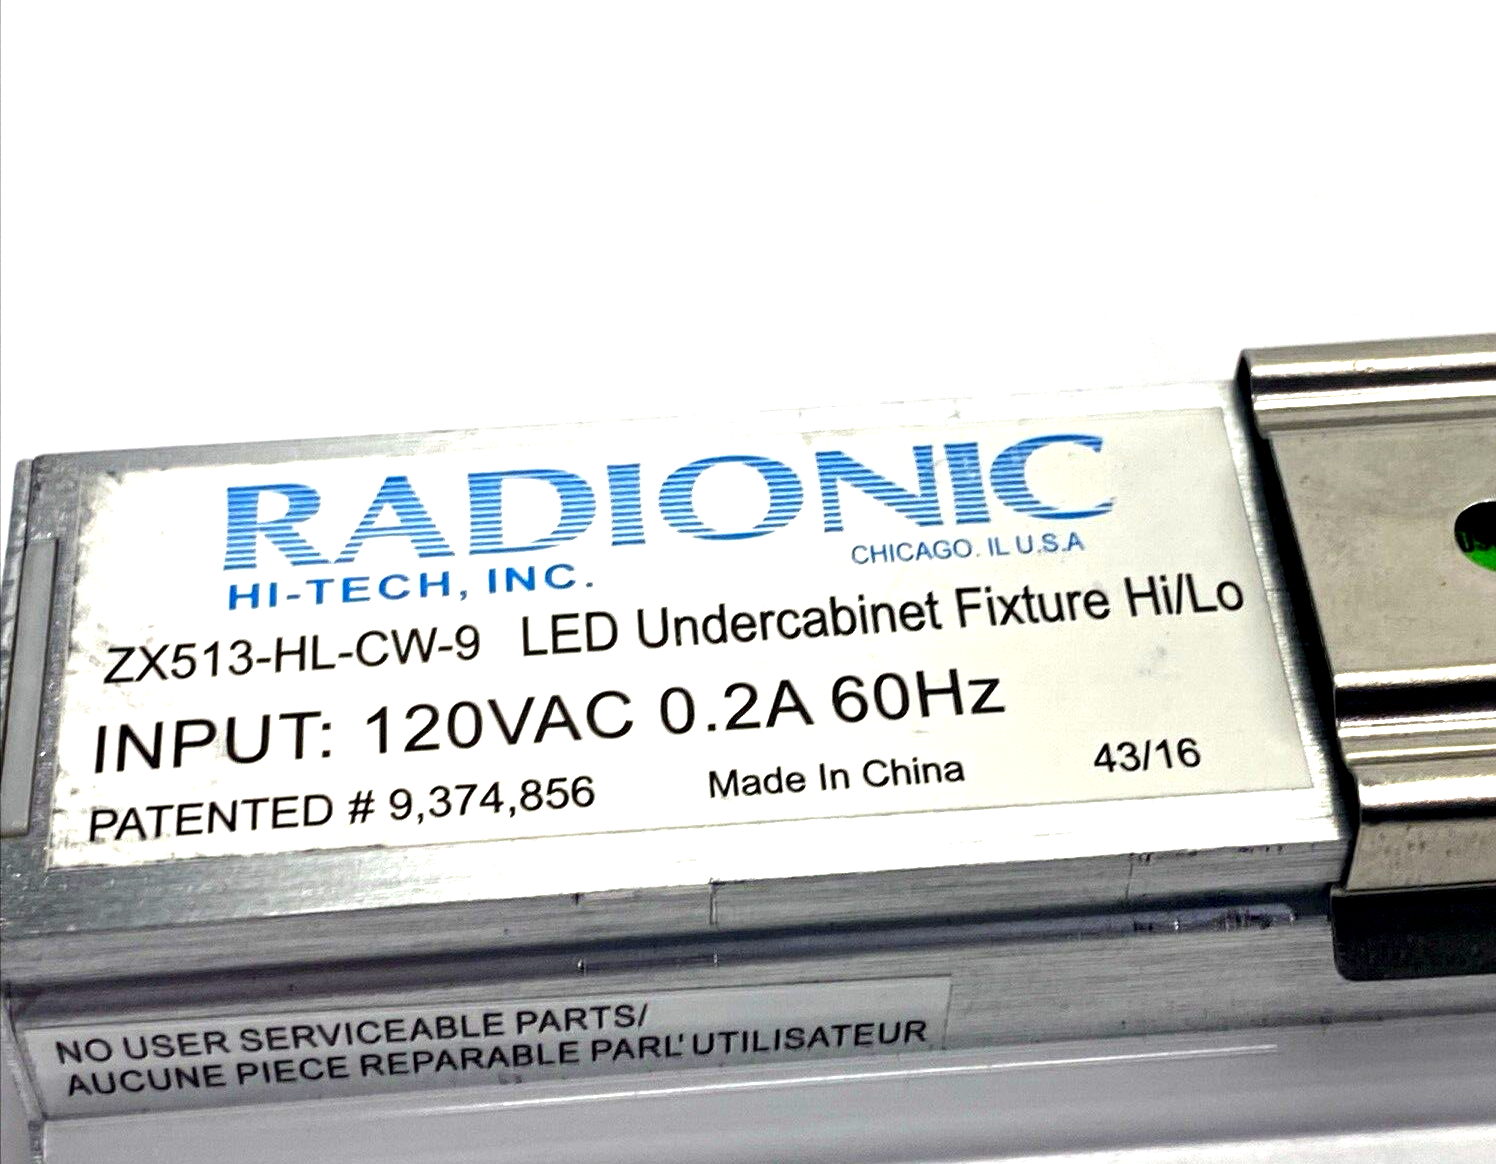 RADIONIC
HI-TECH, INC.
CHICAGO. IL U.S.A
ZX513-HL-CW-9 LED Undercabinet Fixture Hi/Lo
INPUT: 120VAC 0.2A 60Hz
PATENTED # 9,374,856 Made In China 43/16
NO USER SERVICEABLE PARTS/
AUCUNE PIECE REPARABLE PARL'UTILISATEUR